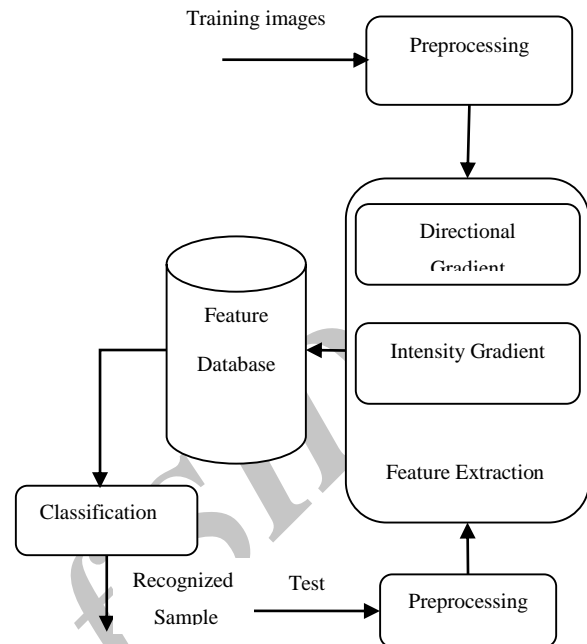 Training images
Preprocessing
Directional
Gradient
Feature
Database
Intensity Gradient
Feature Extraction
Classification
Recognized
Sample
Test
Preprocessing